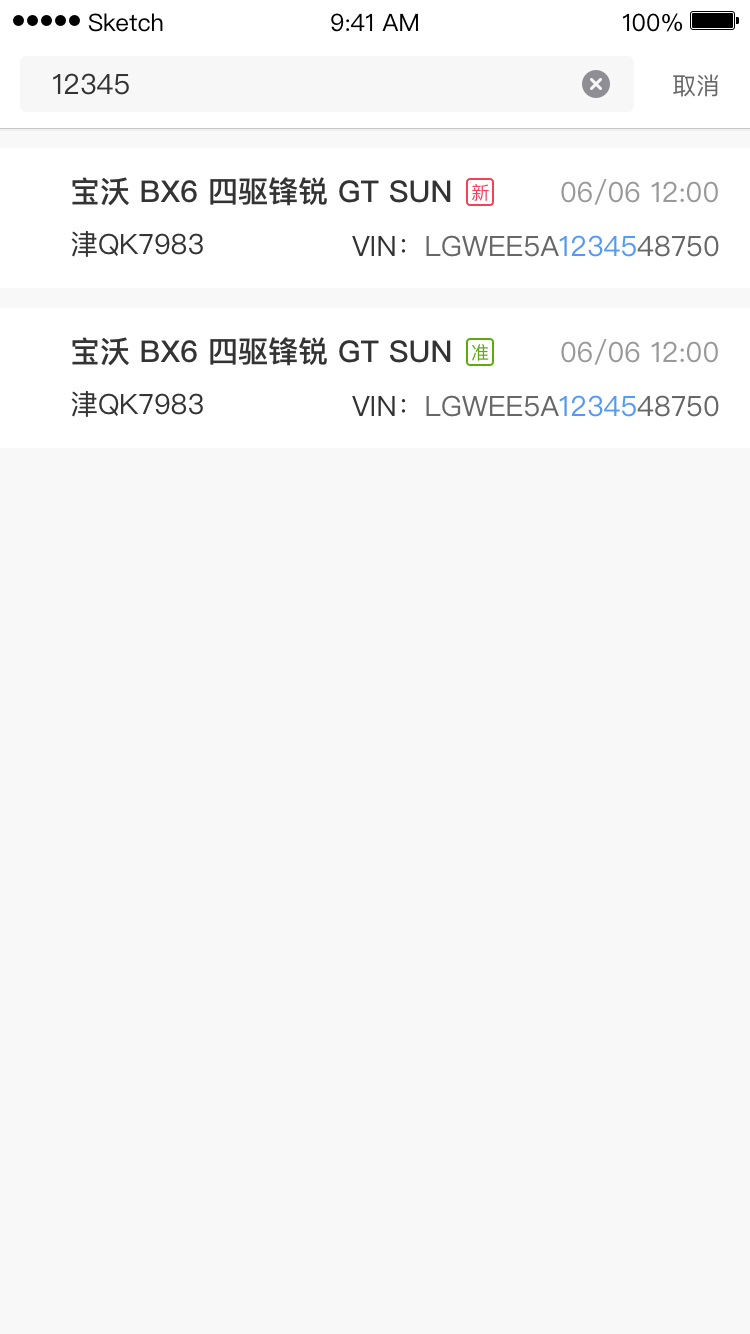 Sketch 9:41 AM 100%
12345 取消
宝沃 BX6 四驱锋锐 GT SUN 新 06/06 12:00
津QK7983 VIN：LGWEE5A1234548750
宝沃 BX6 四驱锋锐 GT SUN 准 06/06 12:00
津QK7983 VIN：LGWEE5A1234548750